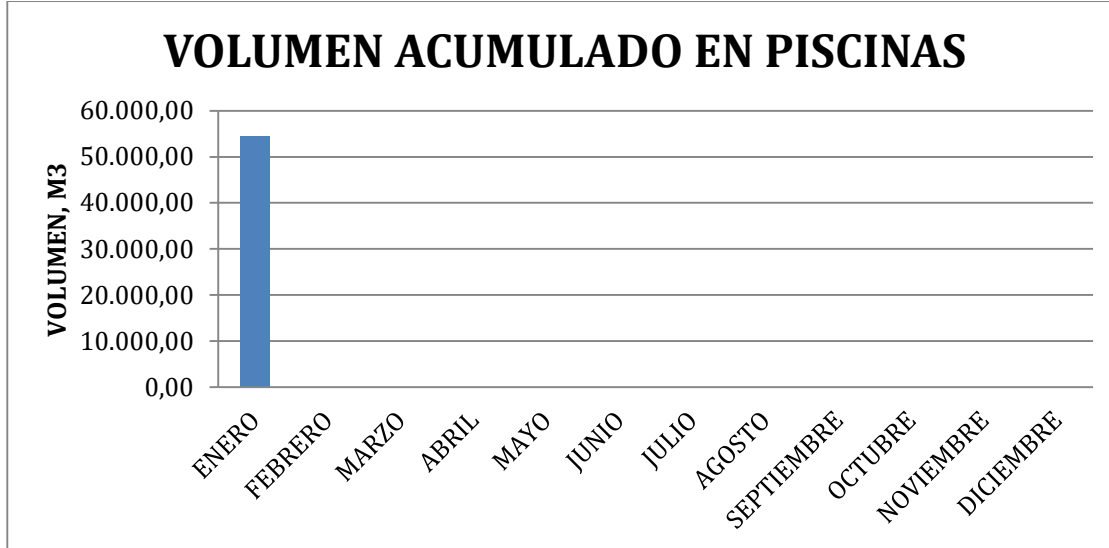 VOLUMEN ACUMULADO EN PISCINAS
VOLUMEN, M3
60.000,00
50.000,00
40.000,00
30.000,00
20.000,00
10.000,00
0,00
ENERO
FEBRERO
MARZO
ABRIL
MAYO
JUNIO
JULIO
AGOSTO
SEPTIEMBRE
OCTUBRE
NOVIEMBRE
DICIEMBRE